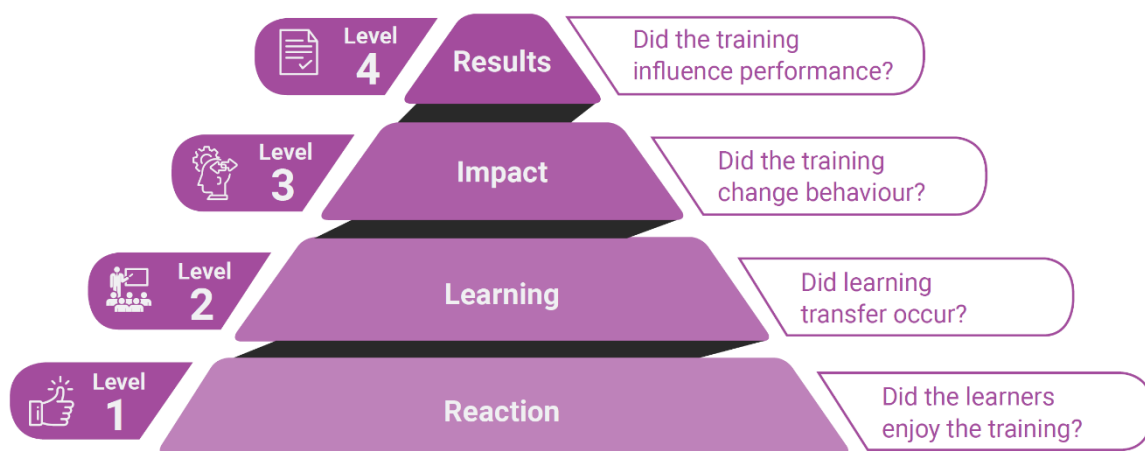 Level
4
Results
Did the training
influence performance?
Level
3
Impact
Did the training
change behaviour?
Level
2
Learning
Did learning
transfer occur?
Level
1
Reaction
Did the learners
enjoy the training?